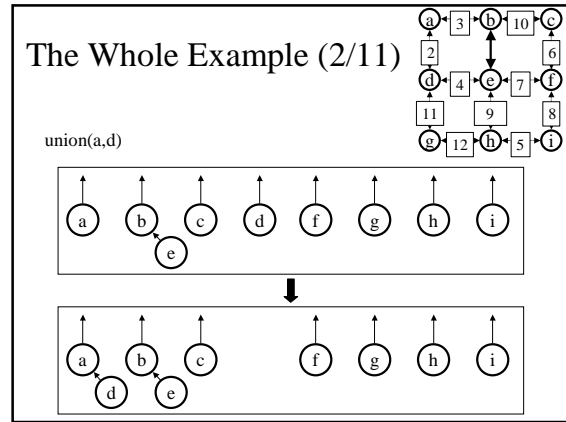 The Whole Example (2/11)
a 3 b 10 c
2 6
d 4 e 7 f
11 9 8
g 12 h 5 i
union(a,d)
a b c d f g h i
e
a b c f g h i
d e